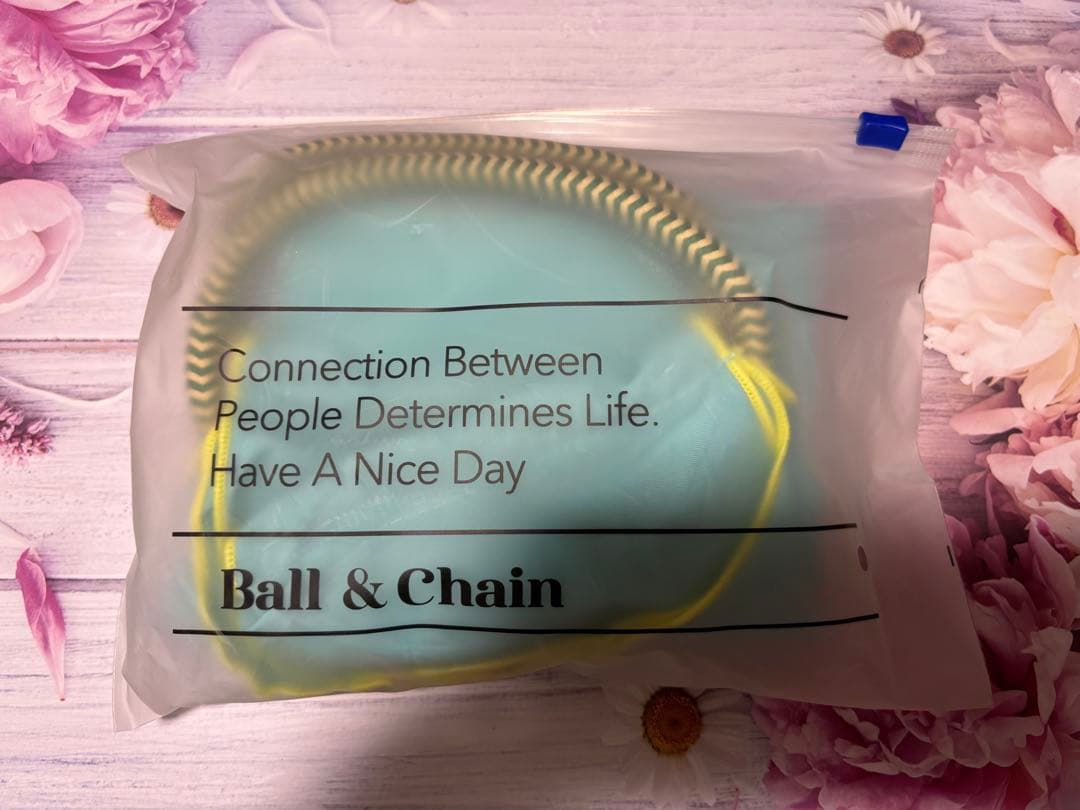 Connection Between
People Determines Life.
Have A Nice Day
Ball & Chain